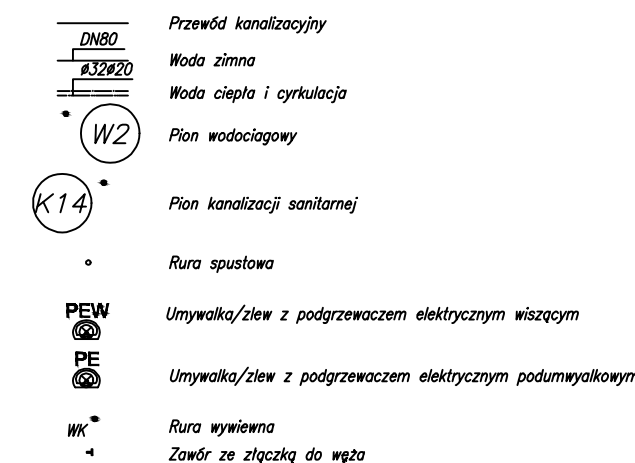 Przewód kanalizacyjny
DN80
Woda zimna
ø32ø20
Woda ciepła i cyrkulacja
W2 Pion wodociagowy
K14 Pion kanalizacji sanitarnej
Rura spustowa
PEW Umywalka/zlew z podgrzewaczem elektrycznym wiszącym
PE Umywalka/zlew z podgrzewaczem elektrycznym podumwyalkowym
WK Rura wywiewna
Zawór ze złączką do węża